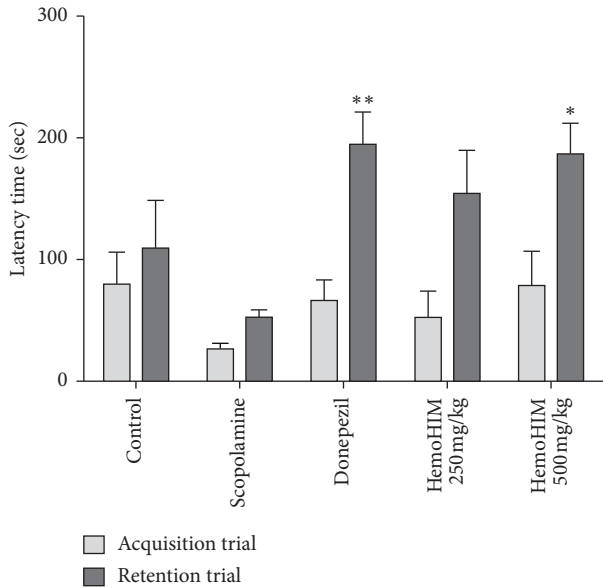 300
200
100
0
Latency time (sec)
**
*
Control
Scopolamine
Donepezil
HemoHIM
250 mg/kg
HemoHIM
500 mg/kg
Acquisition trial
Retention trial